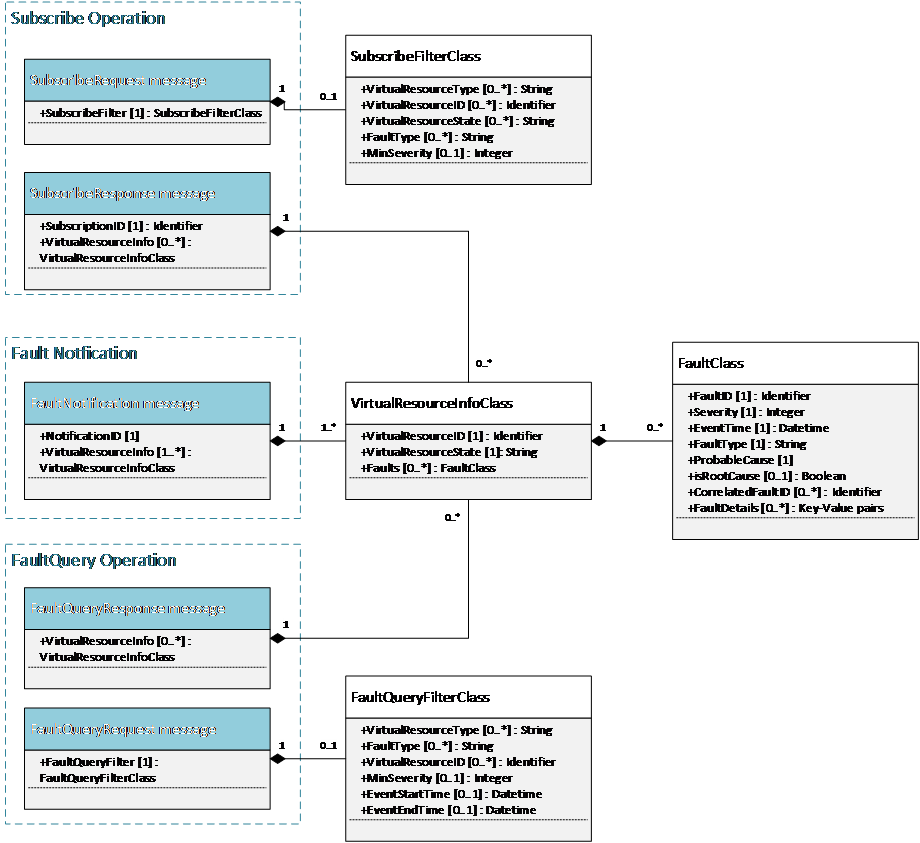 Subscribe Operation
SubscribeRequest message
+SubscribeFilter [1] : SubscribeFilterClass
1
0..1
SubscribeFilterClass
+VirtualResourceType [0..*] : String
+VirtualResourceID [0..*] : Identifier
+VirtualResourceState [0..*] : String
+FaultType [0..*] : String
+MinSeverity [0..1] : Integer
SubscribeResponse message
+SubscriptionID [1] : Identifier
+VirtualResourceInfo [0..*] :
VirtualResourceInfoClass
1
0..*
Fault Notfication
FaultNotification message
+NotificationID [1]
+VirtualResourceInfo [1..*] :
VirtualResourceInfoClass
1
1..*
VirtualResourceInfoClass
+VirtualResourceID [1] : Identifier
+VirtualResourceState [1]: String
+Faults [0..*] : FaultClass
1
0..*
FaultClass
+FaultID [1] : Identifier
+Severity [1] : Integer
+EventTime [1] : Datetime
+FaultType [1] : String
+ProbableCause [1]
+isRootCause [0..1] : Boolean
+CorrelatedFaultID [0..*] : Identifier
+FaultDetails [0..*] : Key-Value pairs
0..*
FaultQuery Operation
FaultQueryResponse message
+VirtualResourceInfo [0..*] :
VirtualResourceInfoClass
1
FaultQueryRequest message
+FaultQueryFilter [1] :
FaultQueryFilterClass
1
0..1
FaultQueryFilterClass
+VirtualResourceType [0..*] : String
+FaultType [0..*] : String
+VirtualResourceID [0..*] : Identifier
+MinSeverity [0..1] : Integer
+EventStartTime [0..1] : Datetime
+EventEndTime [0..1] : Datetime